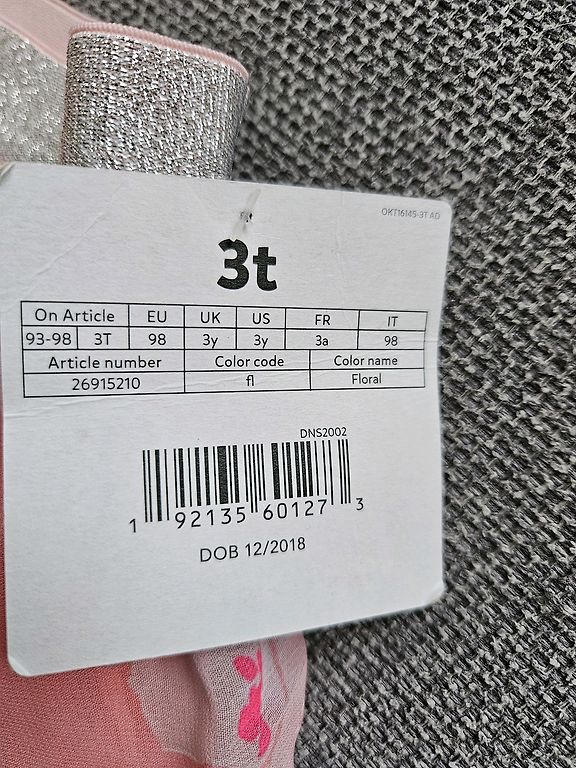 OKT16145-3T AD
3t
On Article EU UK US FR IT
93-98 3T 98 3y 3y 3a 98
Article number Color code Color name
26915210 fl Floral
DNS2002
1 92135 60127 3
DOB 12/2018